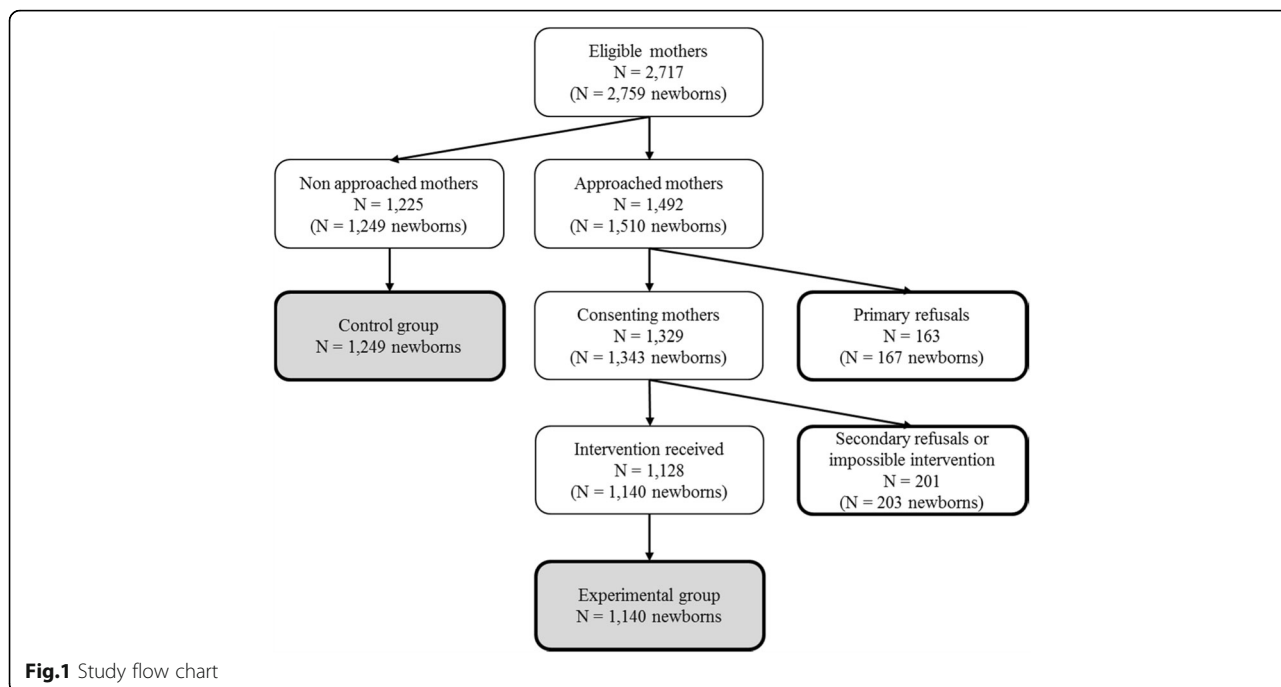 Eligible mothers
N = 2,717
(N = 2,759 newborns)
Non approached mothers
N = 1,225
(N = 1,249 newborns)
Approached mothers
N = 1,492
(N = 1,510 newborns)
Control group
N = 1,249 newborns
Consenting mothers
N = 1,329
(N = 1,343 newborns)
Primary refusals
N = 163
(N = 167 newborns)
Intervention received
N = 1,128
(N = 1,140 newborns)
Secondary refusals or
impossible intervention
N = 201
(N = 203 newborns)
Experimental group
N = 1,140 newborns
Fig.1 Study flow chart